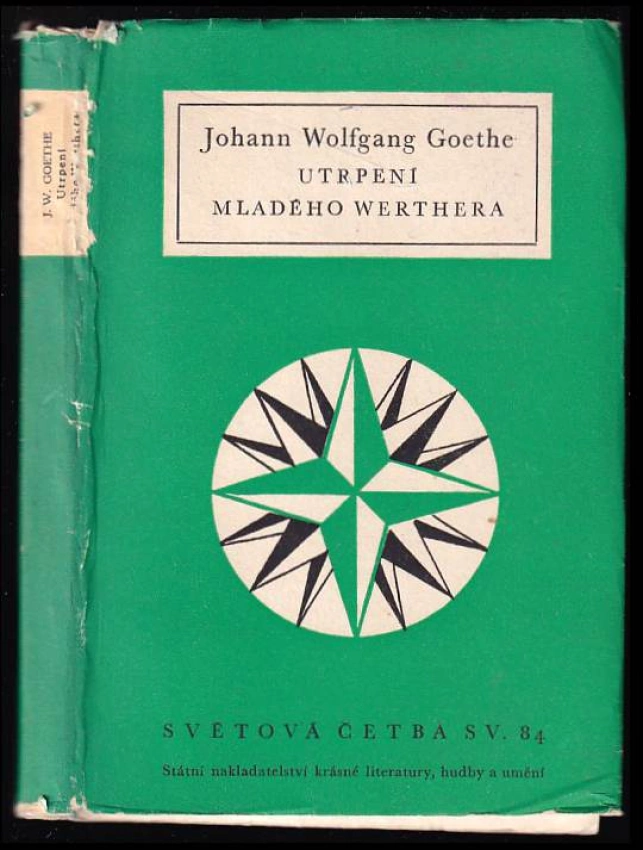 Johann Wolfgang Goethe
UTRPENÍ
MLADÉHO WERTHERA
SVĚTOVÁ ČETBA SV. 84
Státní nakladatelství krásné literatury, hudby a umění
J. W. GOETHE
Utrpení